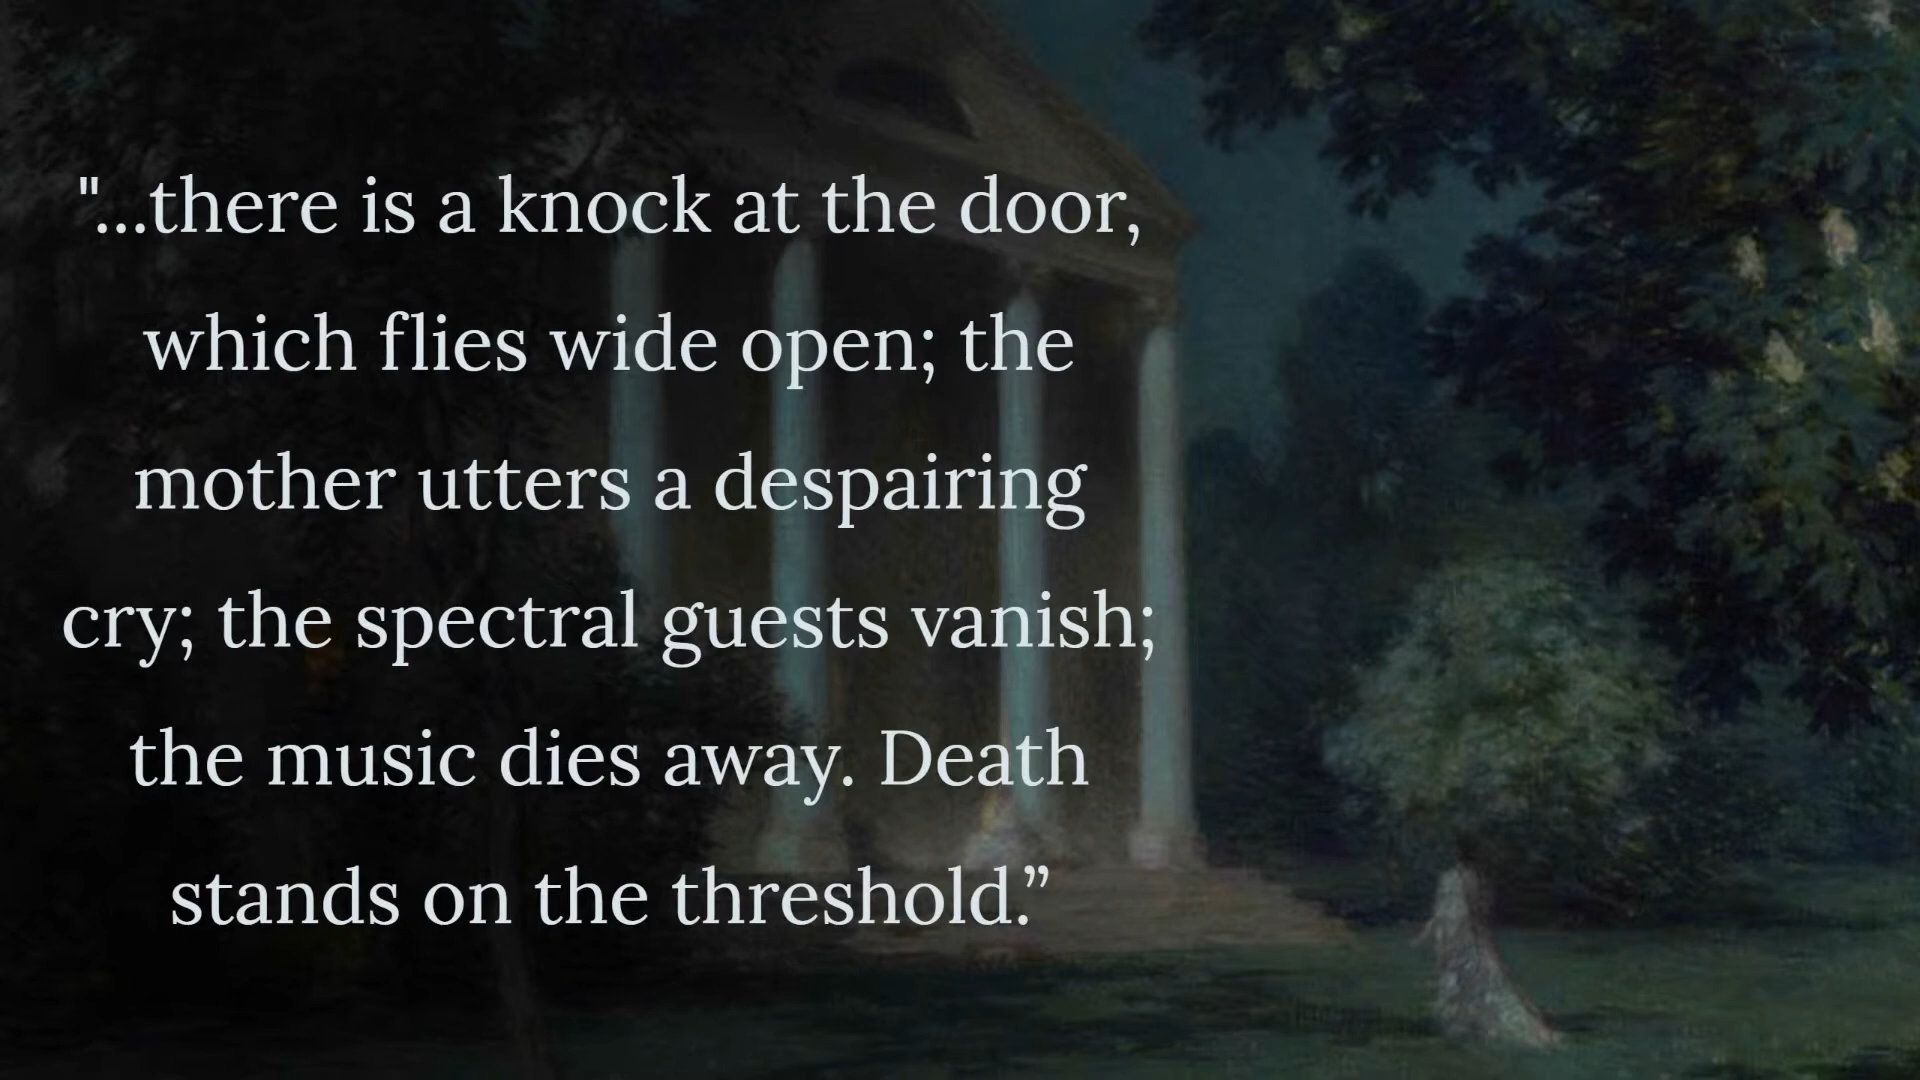 "...there is a knock at the door,
which flies wide open; the
mother utters a despairing
cry; the spectral guests vanish;
the music dies away. Death
stands on the threshold.”